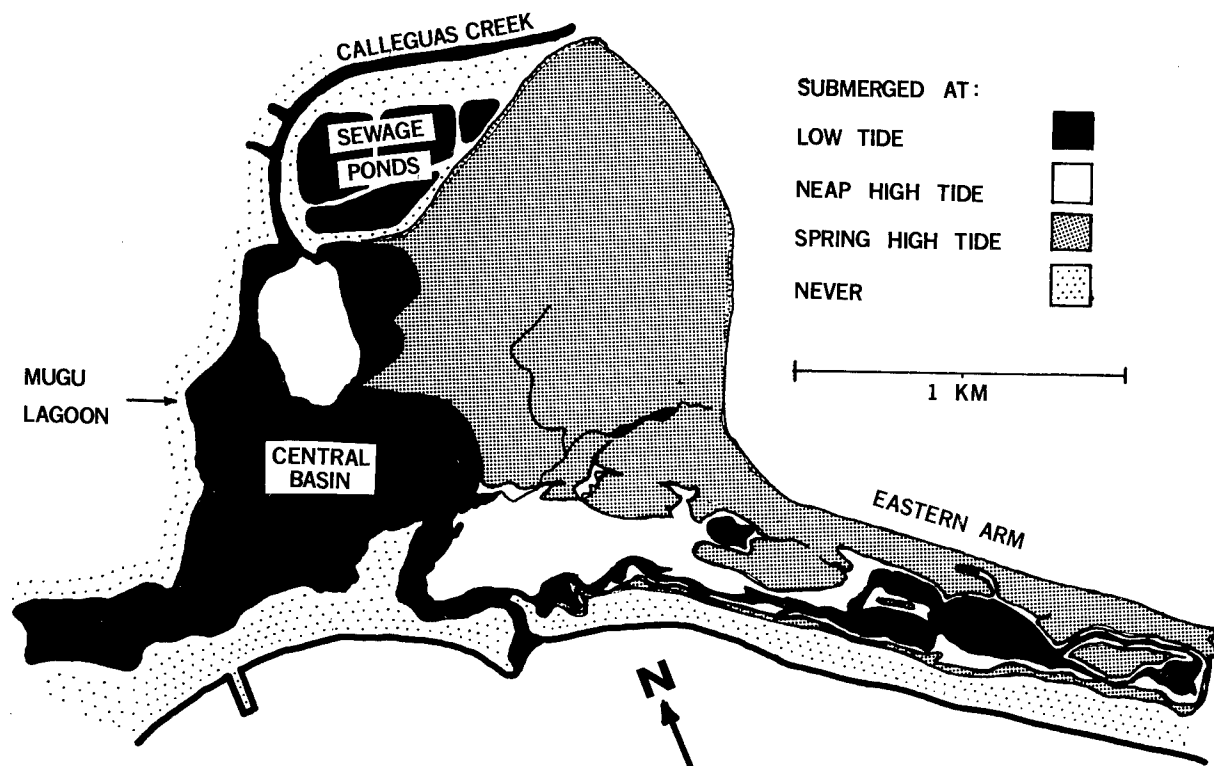 CALLEGUAS CREEK
SEWAGE
PONDS
SUBMERGED AT:
LOW TIDE
NEAP HIGH TIDE
SPRING HIGH TIDE
NEVER
1 KM
MUGU
LAGOON
CENTRAL
BASIN
EASTERN ARM
N